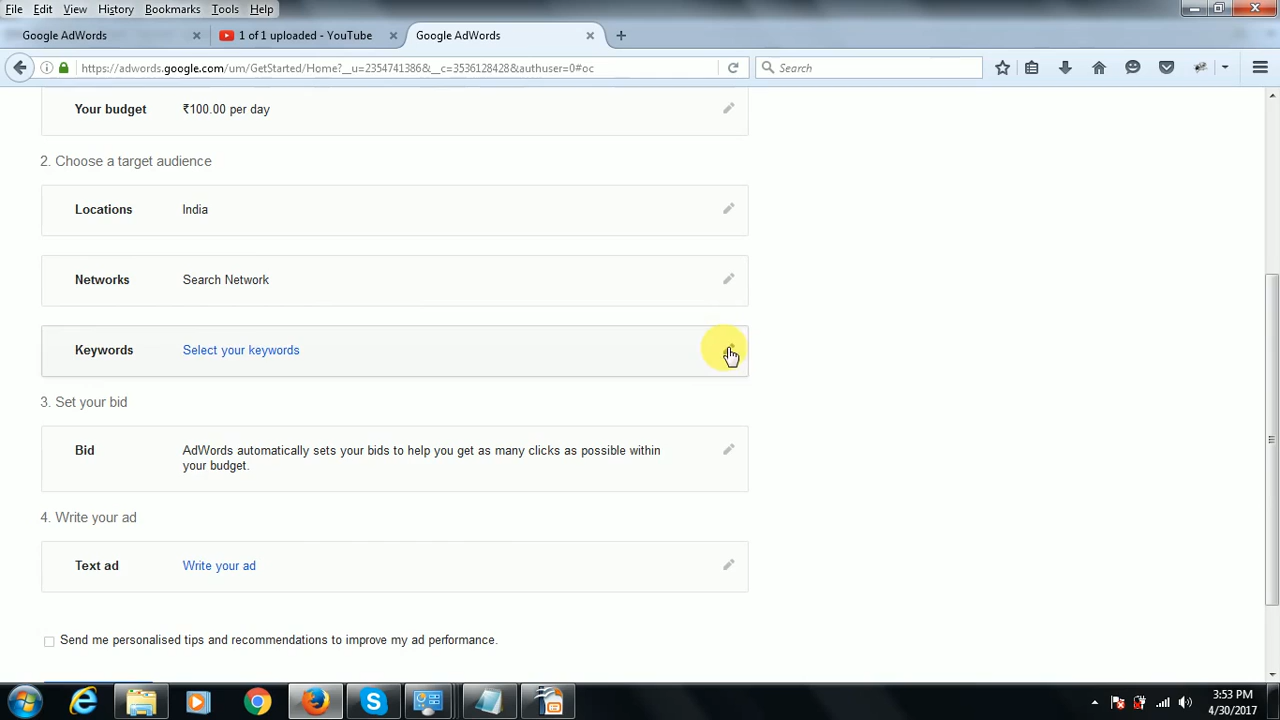 File Edit View History Bookmarks Tools Help
Google AdWords
1 of 1 uploaded - YouTube
Google AdWords
https://adwords.google.com/um/GetStarted/Home?__u=2354741386&__c=3536128428&authuser=0#oc
Search
Your budget ₹100.00 per day
2. Choose a target audience
Locations India
Networks Search Network
Keywords Select your keywords
3. Set your bid
Bid AdWords automatically sets your bids to help you get as many clicks as possible within
your budget.
4. Write your ad
Text ad Write your ad
Send me personalised tips and recommendations to improve my ad performance.
3:53 PM
4/30/2017